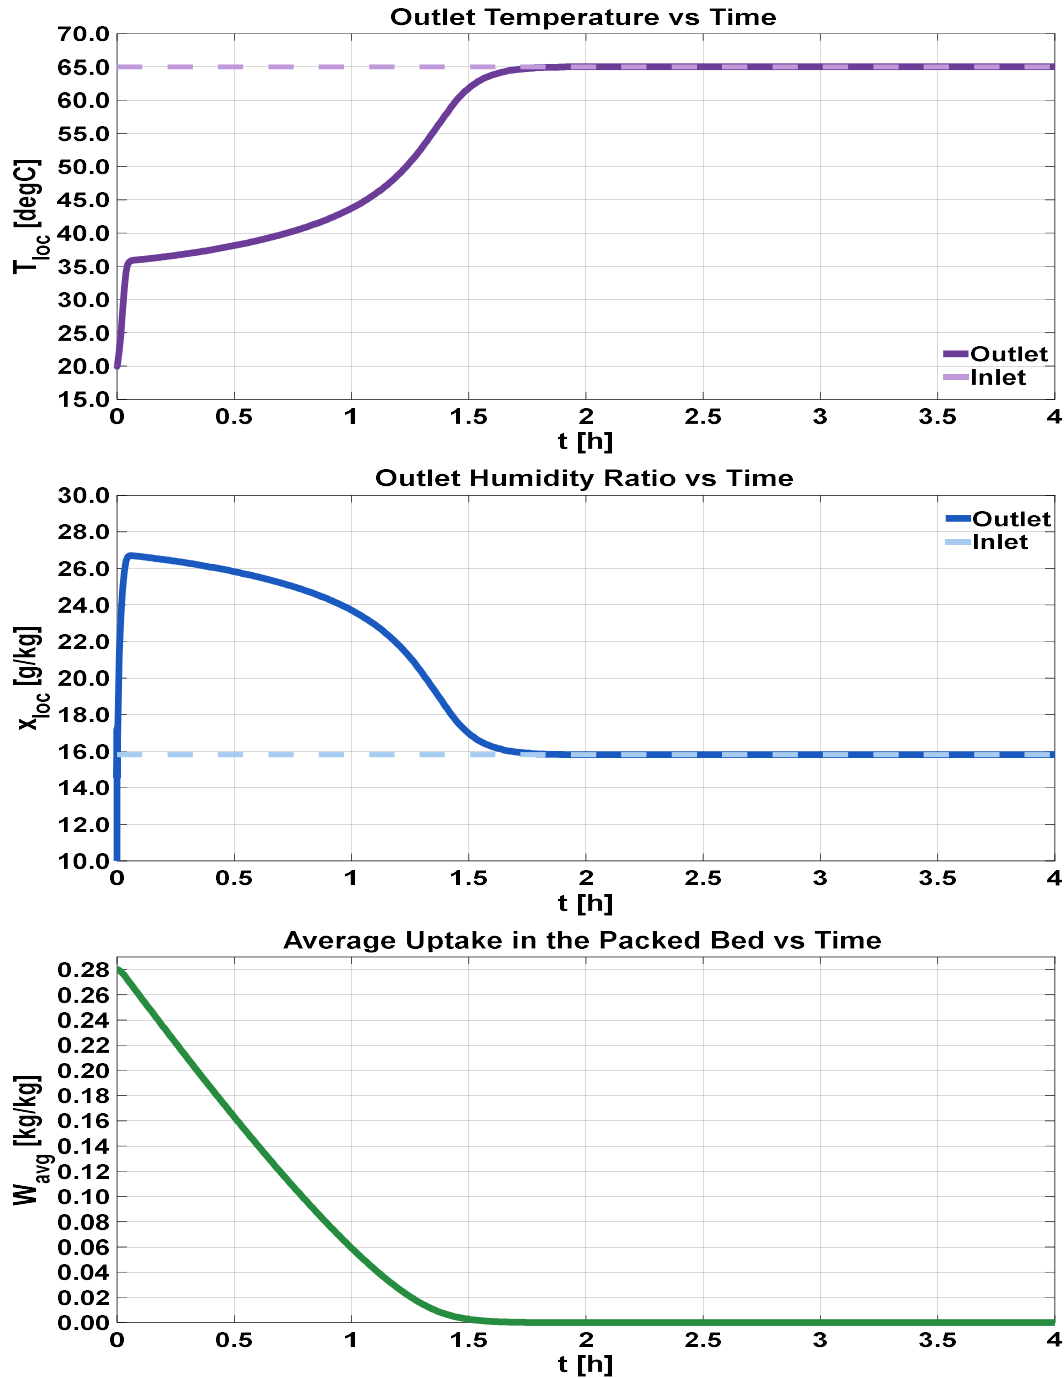 Outlet Temperature vs Time
70.0
65.0
60.0
55.0
50.0
45.0
40.0
35.0
30.0
25.0
20.0
15.0
T_loc [degC]
Outlet
Inlet
0 0.5 1 1.5 2 2.5 3 3.5 4
t [h]
Outlet Humidity Ratio vs Time
30.0
28.0
26.0
24.0
22.0
20.0
18.0
16.0
14.0
12.0
10.0
x_loc [g/kg]
Outlet
Inlet
0 0.5 1 1.5 2 2.5 3 3.5 4
t [h]
Average Uptake in the Packed Bed vs Time
0.28
0.26
0.24
0.22
0.20
0.18
0.16
0.14
0.12
0.10
0.08
0.06
0.04
0.02
0.00
W_avg [kg/kg]
0 0.5 1 1.5 2 2.5 3 3.5 4
t [h]